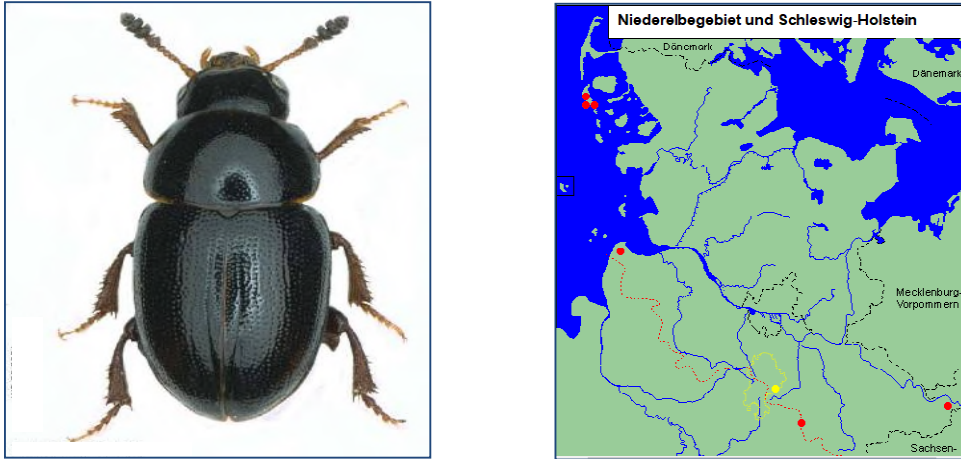 Niederelbegebiet und Schleswig-Holstein
Dänemark
Dänemark
Mecklenburg-
Vorpommern
Sachsen-